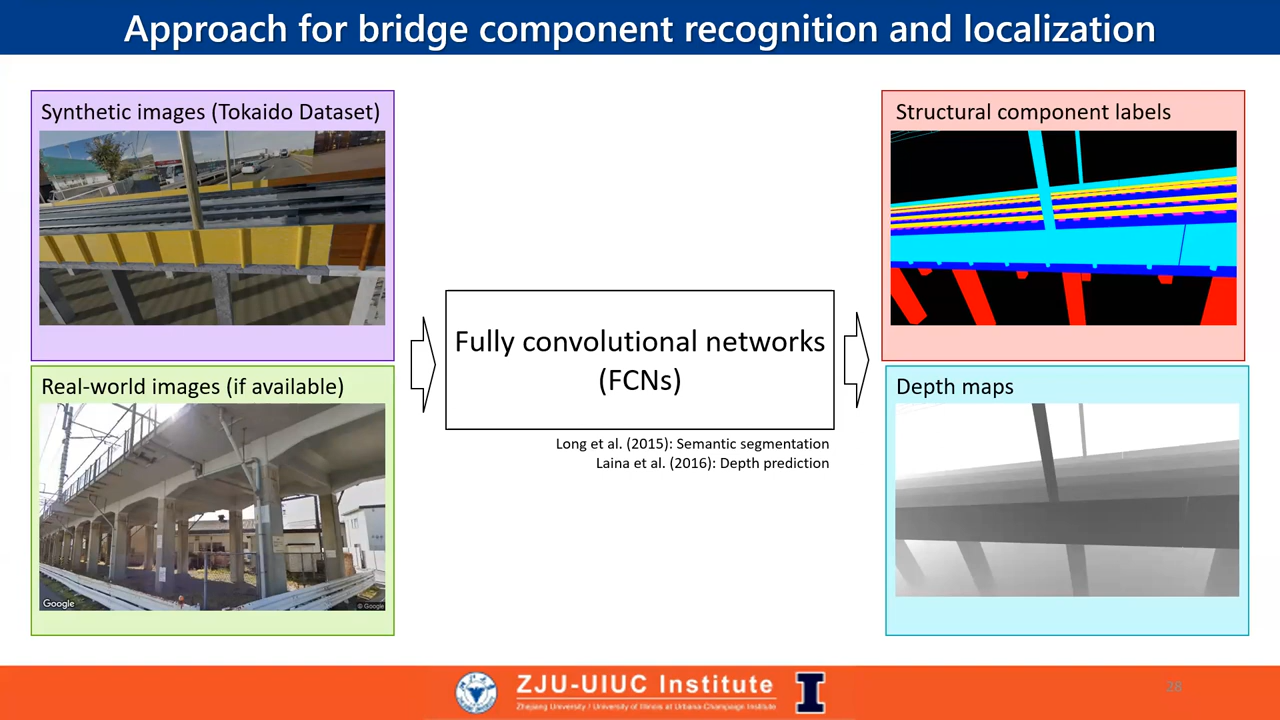 Approach for bridge component recognition and localization
Synthetic images (Tokaido Dataset)
Real-world images (if available)
Google
© Google
Fully convolutional networks
(FCNs)
Long et al. (2015): Semantic segmentation
Laina et al. (2016): Depth prediction
Structural component labels
Depth maps
ZJU-UIUC Institute
Zhejiang University / University of Illinois at Urbana-Champaign Institute
28